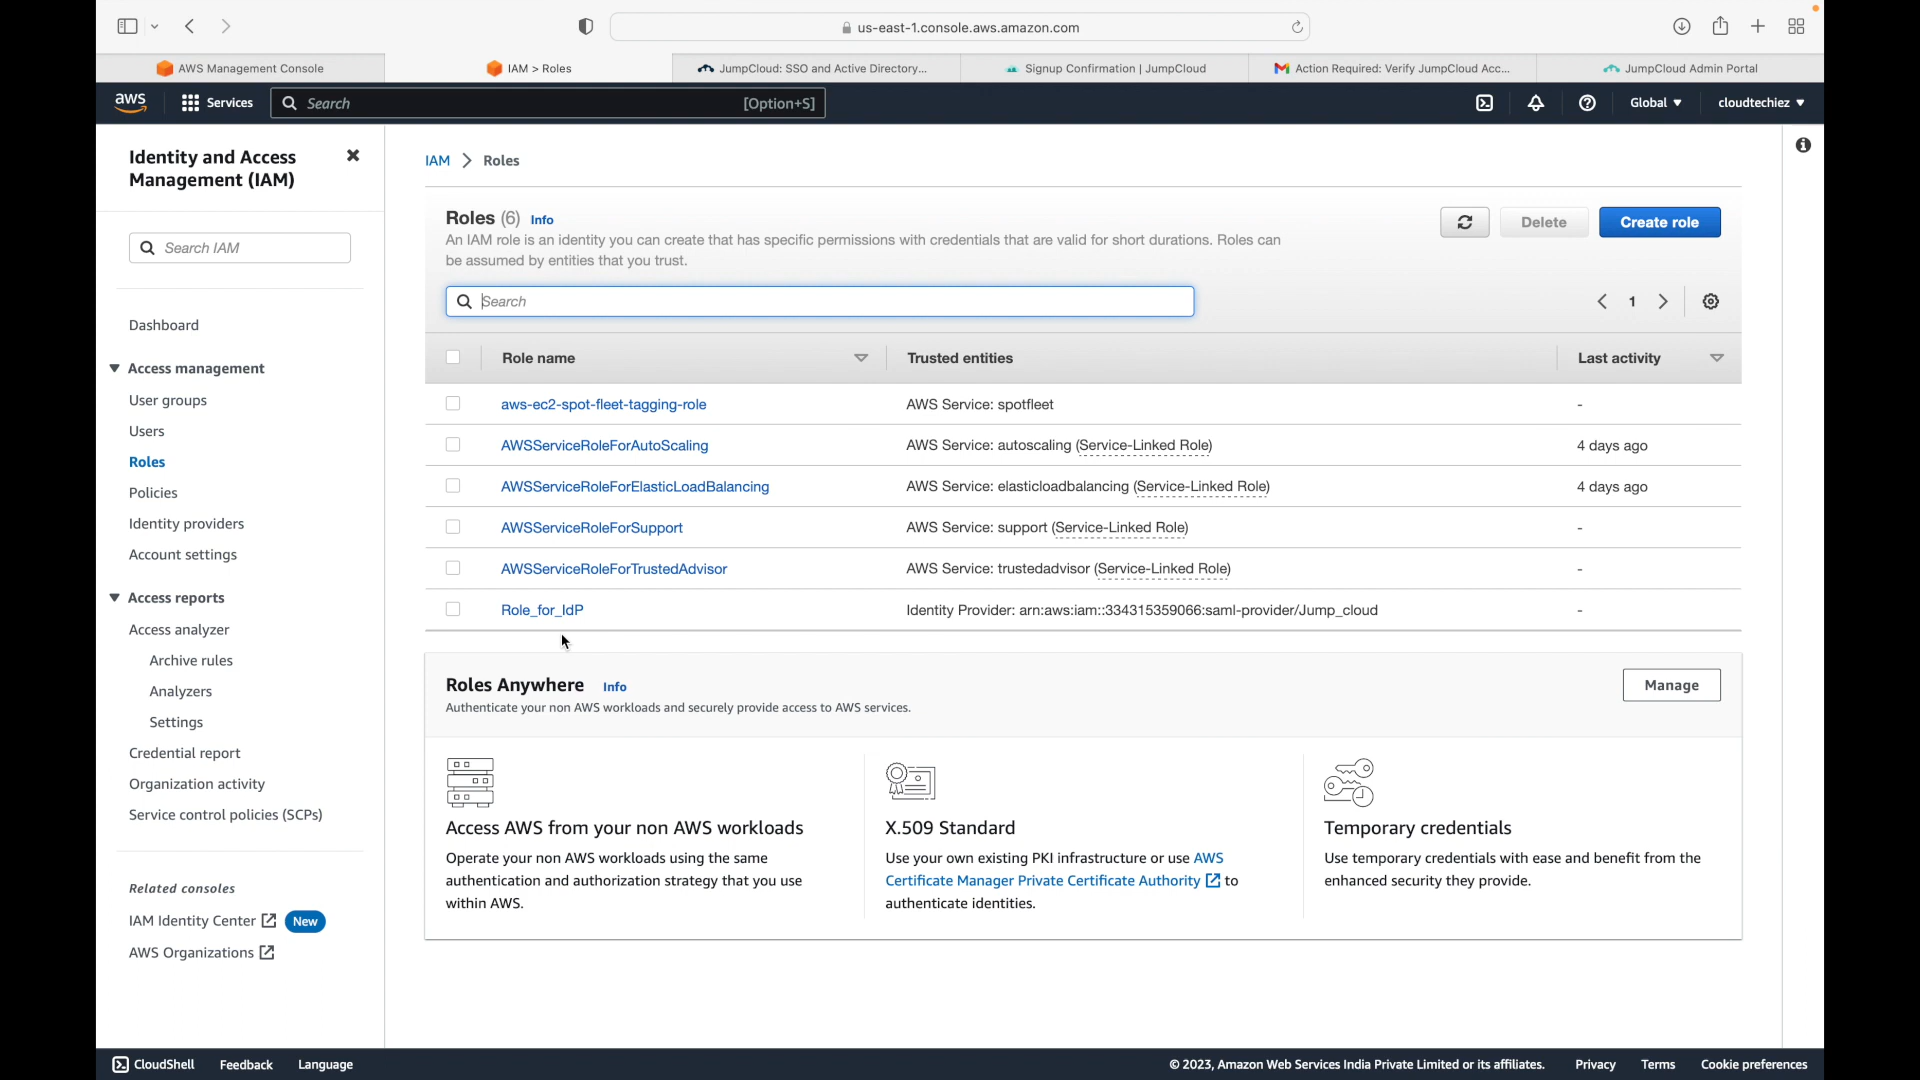 us-east-1.console.aws.amazon.com
AWS Management Console
IAM > Roles
JumpCloud: SSO and Active Directory...
Signup Confirmation | JumpCloud
Action Required: Verify JumpCloud Acc...
JumpCloud Admin Portal
aws
Services
Search
[Option+S]
Global
cloudtechiez
Identity and Access
Management (IAM)
Search IAM
Dashboard
Access management
User groups
Users
Roles
Policies
Identity providers
Account settings
Access reports
Access analyzer
Archive rules
Analyzers
Settings
Credential report
Organization activity
Service control policies (SCPs)
Related consoles
IAM Identity Center New
AWS Organizations
IAM > Roles
Roles (6) Info
An IAM role is an identity you can create that has specific permissions with credentials that are valid for short durations. Roles can
be assumed by entities that you trust.
Delete
Create role
Search
1
Role name Trusted entities Last activity
aws-ec2-spot-fleet-tagging-role AWS Service: spotfleet -
AWSServiceRoleForAutoScaling AWS Service: autoscaling (Service-Linked Role) 4 days ago
AWSServiceRoleForElasticLoadBalancing AWS Service: elasticloadbalancing (Service-Linked Role) 4 days ago
AWSServiceRoleForSupport AWS Service: support (Service-Linked Role) -
AWSServiceRoleForTrustedAdvisor AWS Service: trustedadvisor (Service-Linked Role) -
Role_for_IdP Identity Provider: arn:aws:iam::334315359066:saml-provider/Jump_cloud -
Roles Anywhere Info
Authenticate your non AWS workloads and securely provide access to AWS services.
Manage
Access AWS from your non AWS workloads
Operate your non AWS workloads using the same
authentication and authorization strategy that you use
within AWS.
X.509 Standard
Use your own existing PKI infrastructure or use AWS
Certificate Manager Private Certificate Authority to
authenticate identities.
Temporary credentials
Use temporary credentials with ease and benefit from the
enhanced security they provide.
CloudShell
Feedback
Language
© 2023, Amazon Web Services India Private Limited or its affiliates.
Privacy
Terms
Cookie preferences